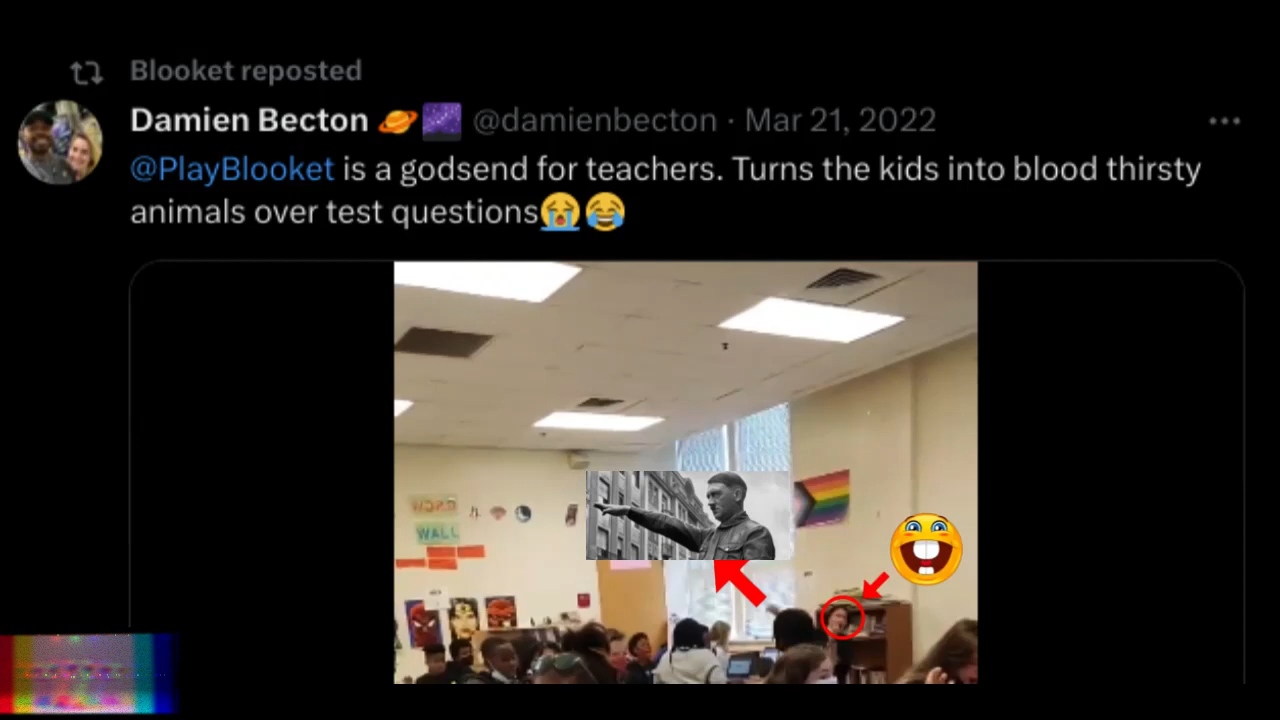 Blooket reposted
Damien Becton 🪐🌌 @damienbecton · Mar 21, 2022
@PlayBlooket is a godsend for teachers. Turns the kids into blood thirsty
animals over test questions😭😂
WORD
WALL